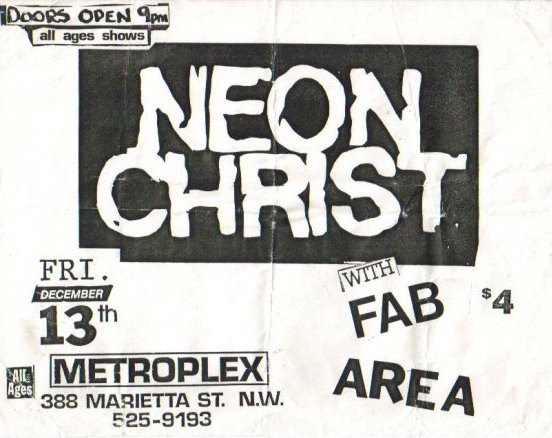 DOORS OPEN 9pm
all ages shows
NEON
CHRIST
FRI.
DECEMBER
13th
WITH
FAB
AREA
$4
All
Ages
METROPLEX
388 MARIETTA ST. N.W.
525-9193